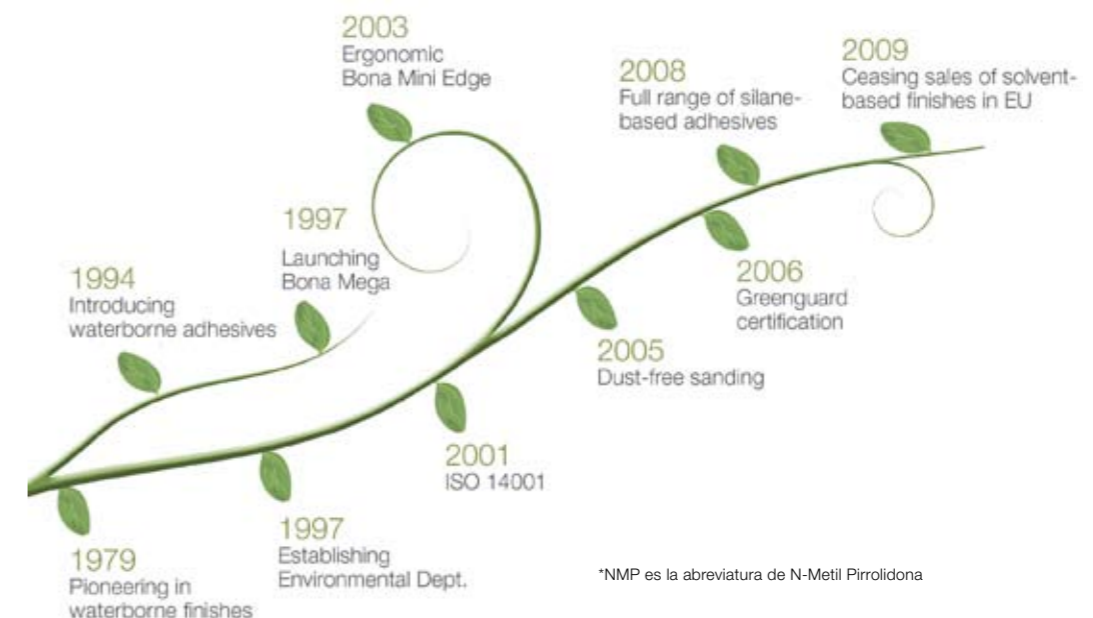 2003
Ergonomic
Bona Mini Edge
2009
Ceasing sales of solvent-
based finishes in EU
2008
Full range of silane-
based adhesives
1997
Launching
Bona Mega
1994
Introducing
waterborne adhesives
2006
Greenguard
certification
2005
Dust-free sanding
2001
ISO 14001
1997
Establishing
Environmental Dept.
1979
Pioneering in
waterborne finishes
*NMP es la abreviatura de N-Metil Pirrolidona